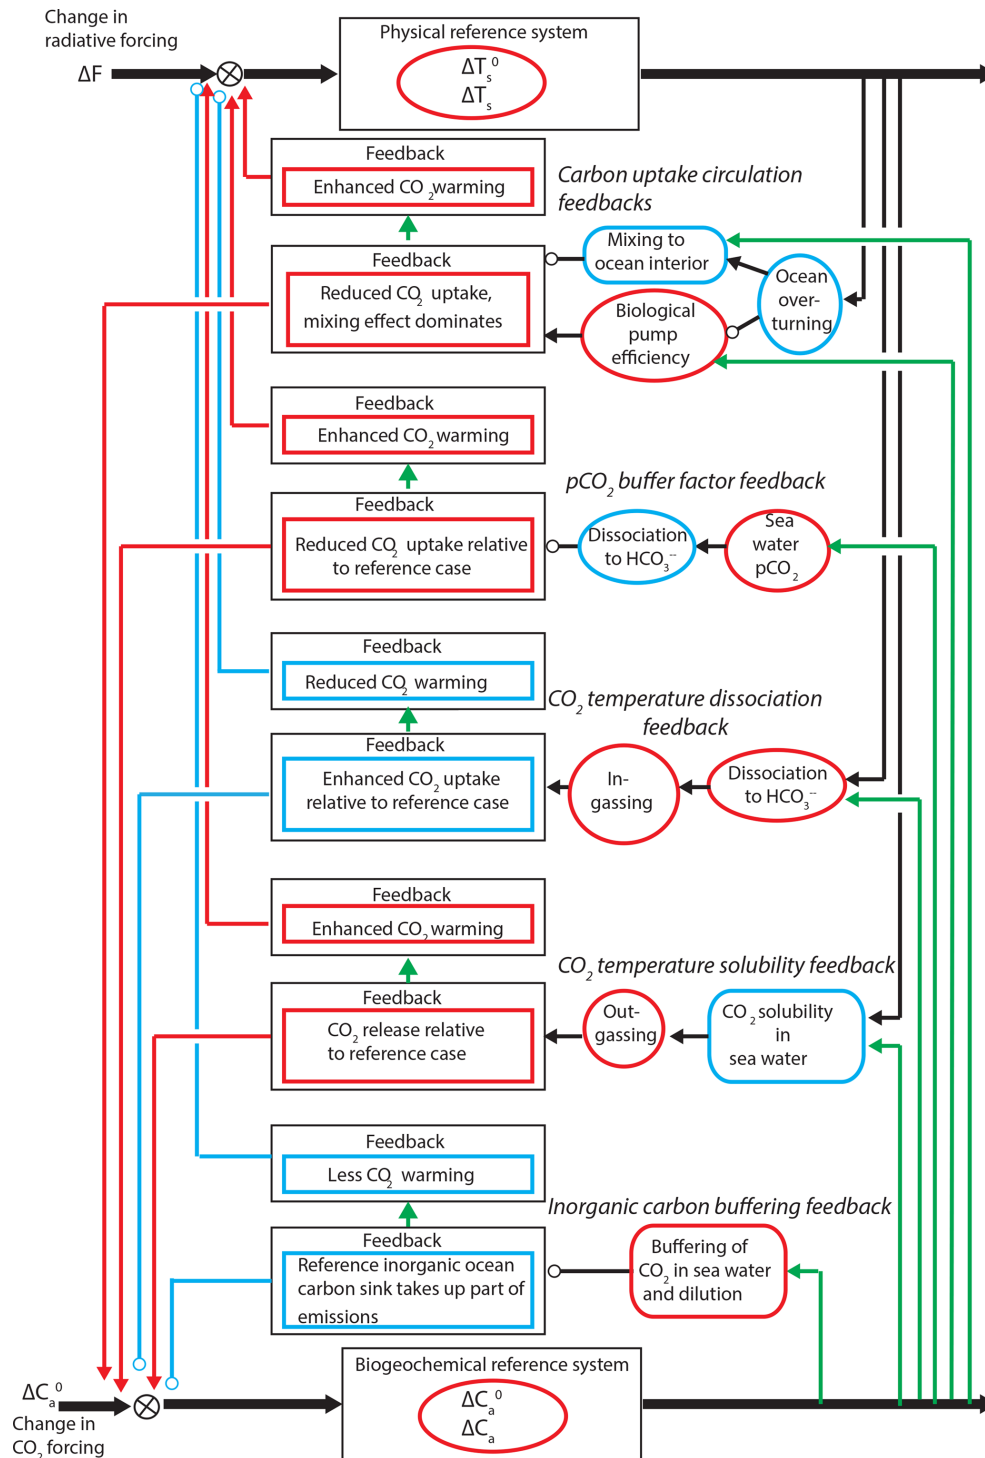 Change in
radiative forcing
ΔF
Physical reference system
ΔTs0
ΔTs
Feedback
Enhanced CO2 warming
Carbon uptake circulation
feedbacks
Feedback
Reduced CO2 uptake,
mixing effect dominates
Mixing to
ocean interior
Ocean
over-
turning
Biological
pump
efficiency
Feedback
Enhanced CO2 warming
pCO2 buffer factor feedback
Feedback
Reduced CO2 uptake relative
to reference case
Dissociation
to HCO3--
Sea
water
pCO2
Feedback
Reduced CO2 warming
CO2 temperature dissociation
feedback
Feedback
Enhanced CO2 uptake
relative to reference case
In-
gassing
Dissociation
to HCO3--
Feedback
Enhanced CO2 warming
CO2 temperature solubility feedback
Feedback
CO2 release relative
to reference case
Out-
gassing
CO2 solubility
in
sea water
Feedback
Less CO2 warming
Inorganic carbon buffering feedback
Feedback
Reference inorganic ocean
carbon sink takes up part of
emissions
Buffering of
CO2 in sea water
and dilution
Biogeochemical reference system
ΔCa0
ΔCa
ΔCa0
Change in
CO2 forcing